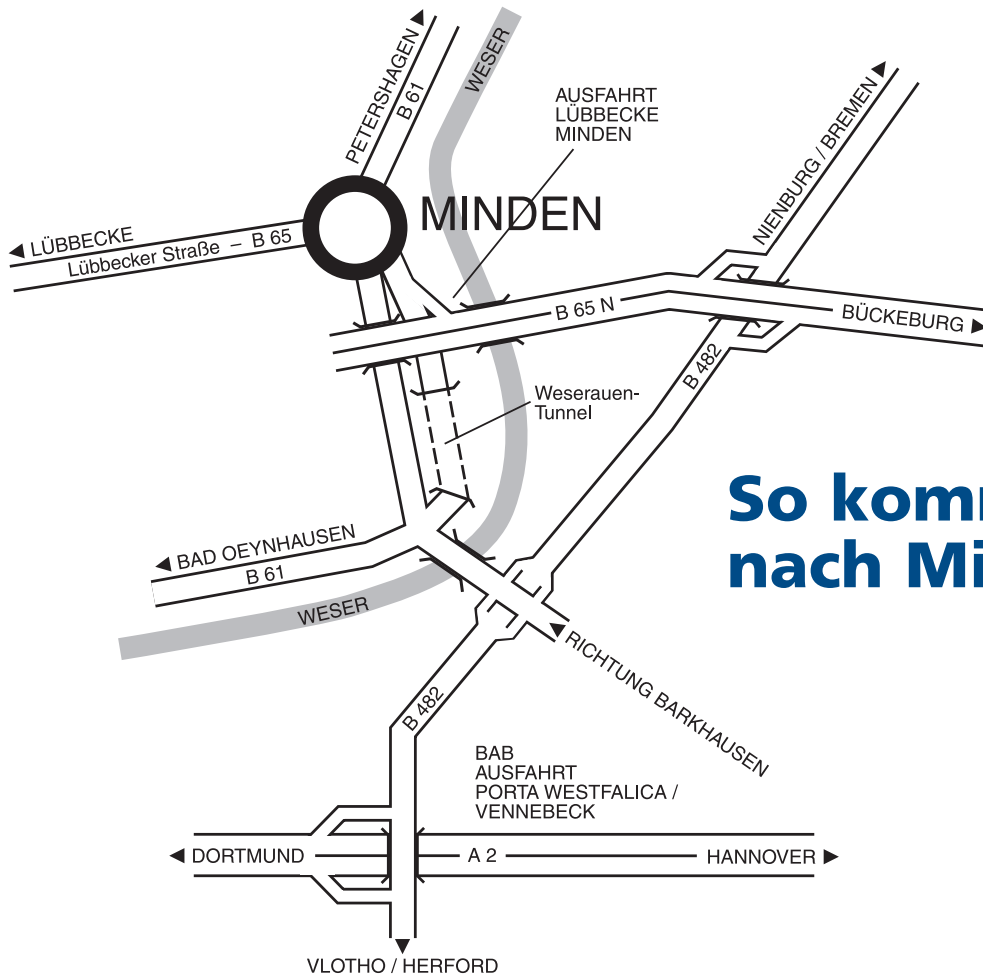 PETERSHAGEN
B 61
WESER
AUSFAHRT
LÜBBECKE
MINDEN
NIENBURG / BREMEN
MINDEN
LÜBBECKE
Lübbecker Straße – B 65
B 65 N
BÜCKEBURG
B 482
Weserauen-
Tunnel
So kom
nach Mi
BAD OEYNHAUSEN
B 61
WESER
RICHTUNG BARKHAUSEN
B 482
BAB
AUSFAHRT
PORTA WESTFALICA /
VENNEBECK
DORTMUND
A 2
HANNOVER
VLOTHO / HERFORD